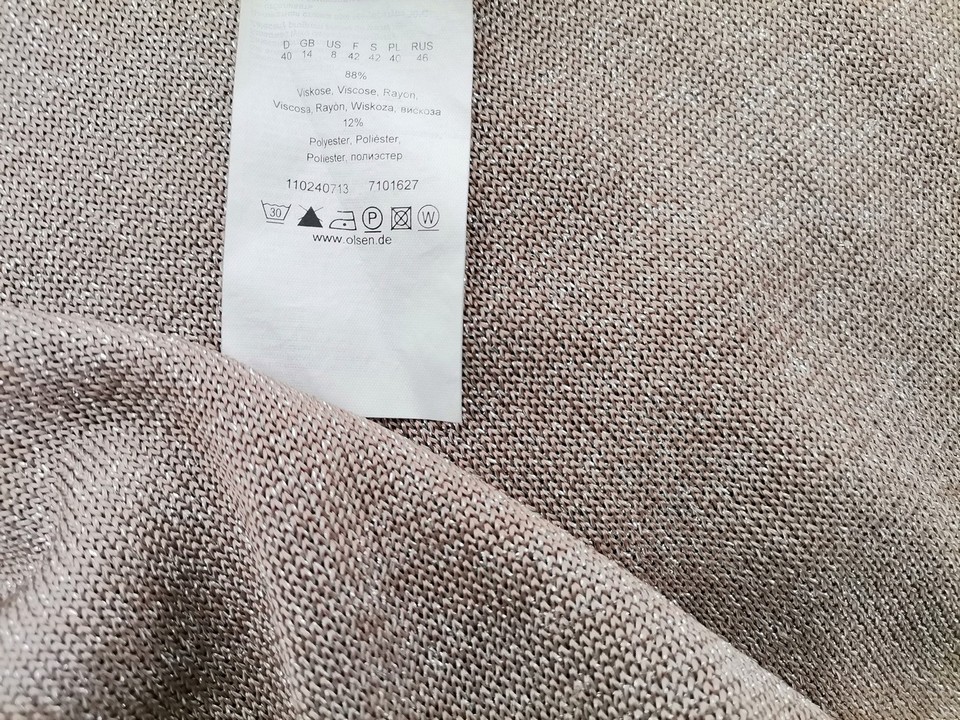 D GB US F S PL RUS
40 14 8 42 42 40 46
88%
Viskose, Viscose, Rayon,
Viscosa, Rayón, Wiskoza, вискоза
12%
Polyester, Poliéster,
Poliester, полиэстер
110240713 7101627
30 P W
www.olsen.de